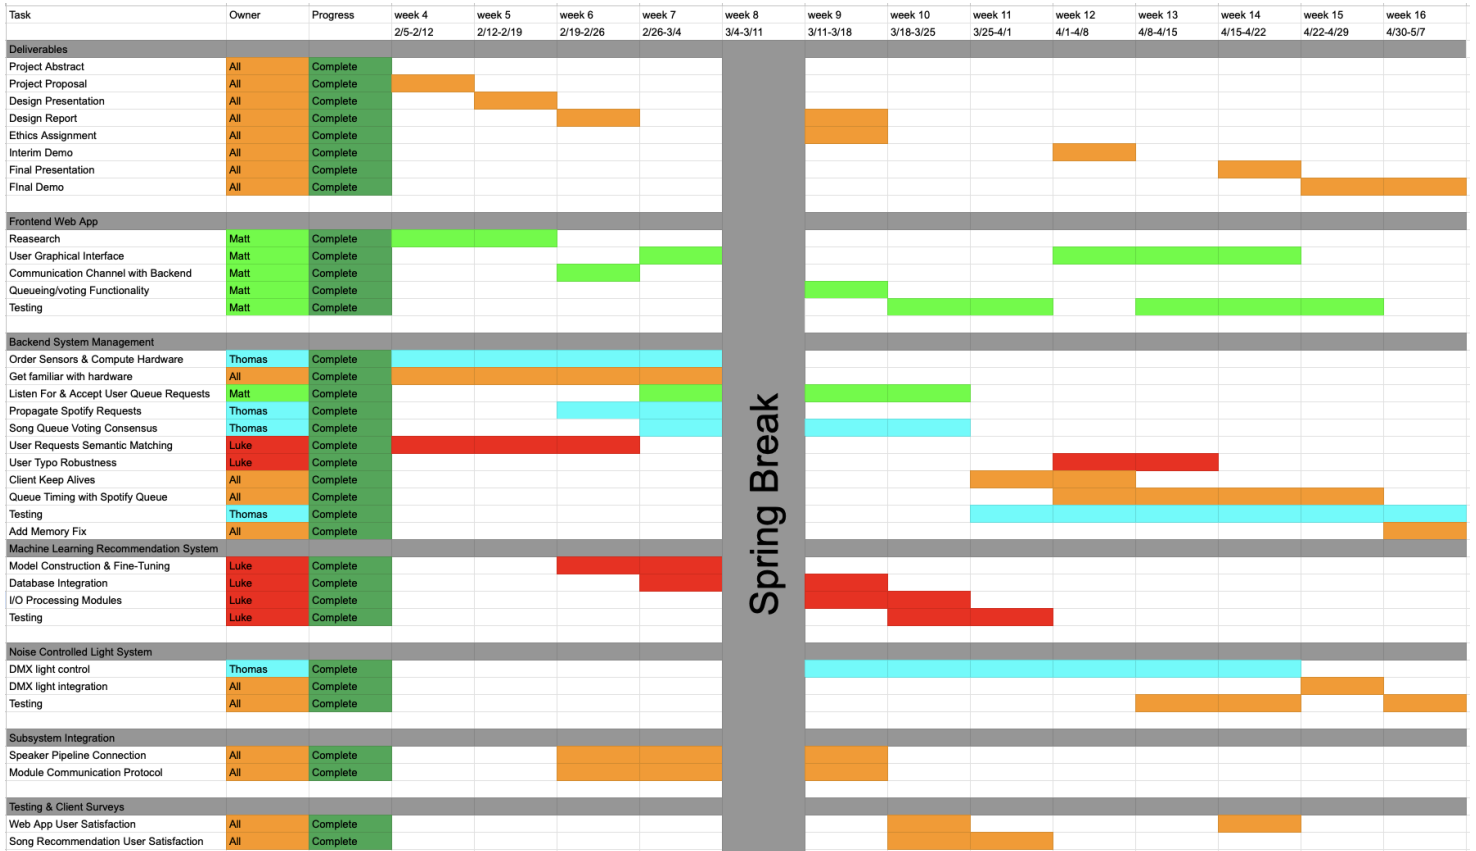 Task Owner Progress week 4 week 5 week 6 week 7 week 8 week 9 week 10 week 11 week 12 week 13 week 14 week 15 week 16
2/5-2/12 2/12-2/19 2/19-2/26 2/26-3/4 3/4-3/11 3/11-3/18 3/18-3/25 3/25-4/1 4/1-4/8 4/8-4/15 4/15-4/22 4/22-4/29 4/30-5/7
Deliverables
Project Abstract All Complete
Project Proposal All Complete
Design Presentation All Complete
Design Report All Complete
Ethics Assignment All Complete
Interim Demo All Complete
Final Presentation All Complete
FInal Demo All Complete
Frontend Web App
Reasearch Matt Complete
User Graphical Interface Matt Complete
Communication Channel with Backend Matt Complete
Queueing/voting Functionality Matt Complete
Testing Matt Complete
Backend System Management
Order Sensors & Compute Hardware Thomas Complete
Get familiar with hardware All Complete
Listen For & Accept User Queue Requests Matt Complete
Propagate Spotify Requests Thomas Complete
Song Queue Voting Consensus Thomas Complete
User Requests Semantic Matching Luke Complete
User Typo Robustness Luke Complete
Client Keep Alives All Complete
Queue Timing with Spotify Queue All Complete
Testing Thomas Complete
Add Memory Fix All Complete
Spring Break
Machine Learning Recommendation System
Model Construction & Fine-Tuning Luke Complete
Database Integration Luke Complete
I/O Processing Modules Luke Complete
Testing Luke Complete
Noise Controlled Light System
DMX light control Thomas Complete
DMX light integration All Complete
Testing All Complete
Subsystem Integration
Speaker Pipeline Connection All Complete
Module Communication Protocol All Complete
Testing & Client Surveys
Web App User Satisfaction All Complete
Song Recommendation User Satisfaction All Complete